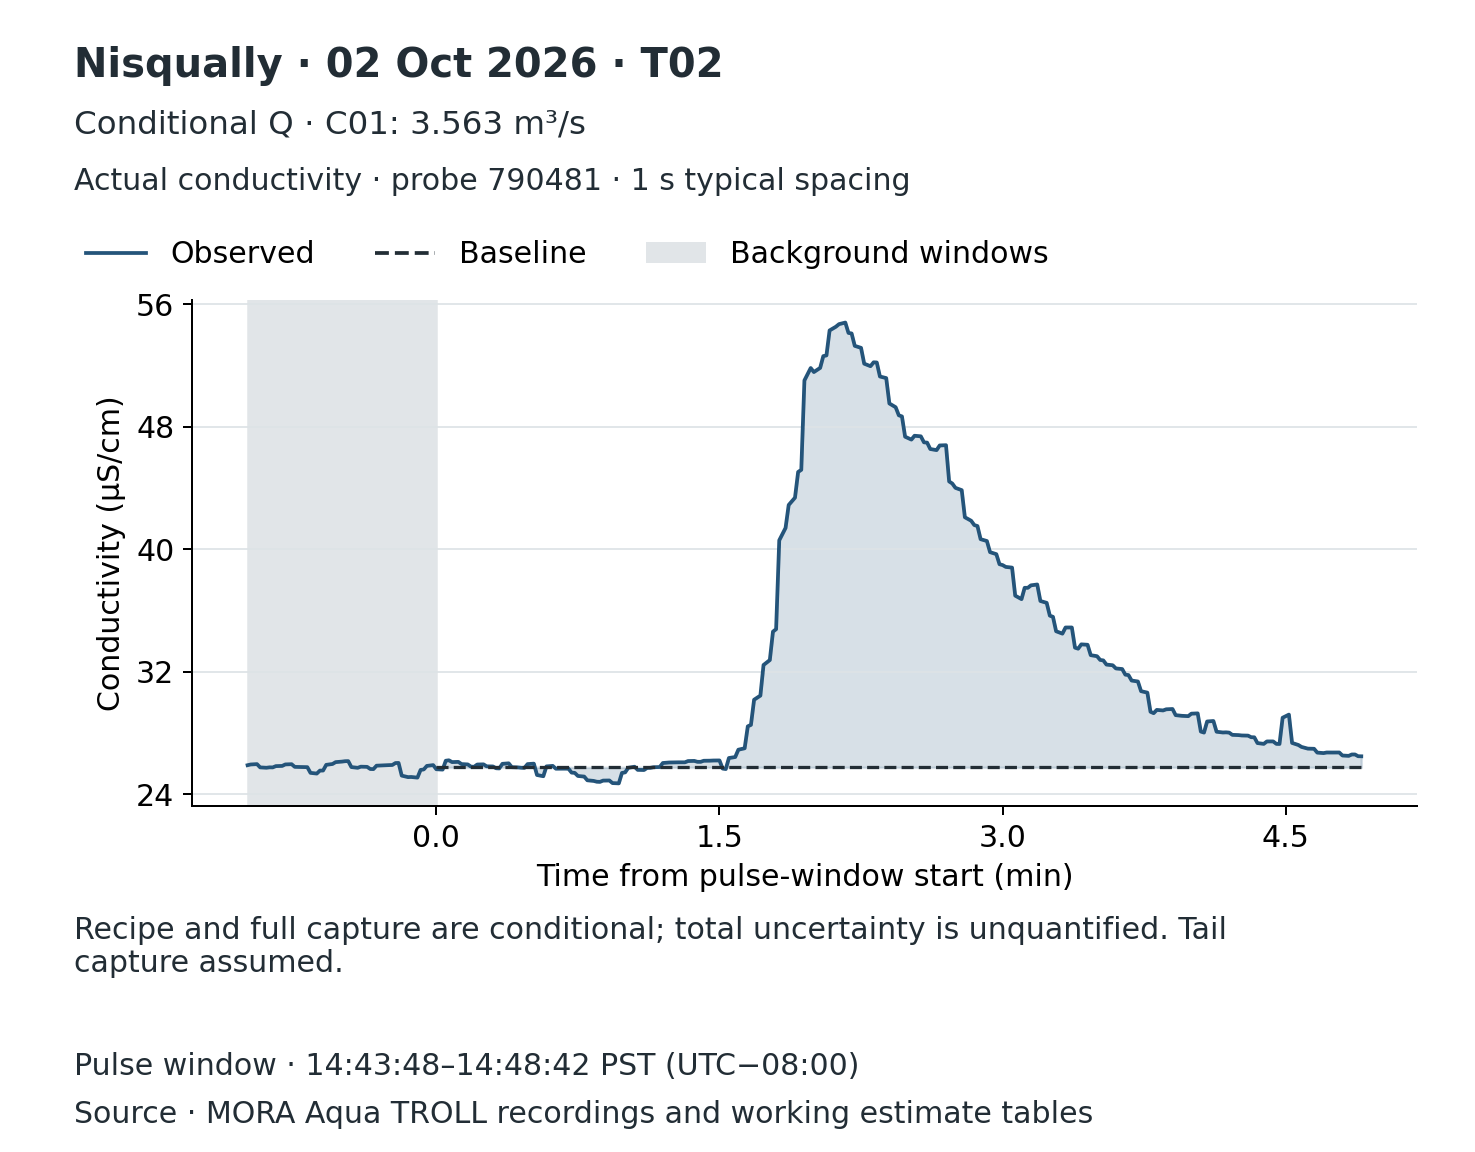 Nisqually · 02 Oct 2026 · T02
Conditional Q · C01: 3.563 m³/s
Actual conductivity · probe 790481 · 1 s typical spacing
Observed
Baseline
Background windows
56
48
40
32
24
Conductivity (µS/cm)
0.0
1.5
3.0
4.5
Time from pulse-window start (min)
Recipe and full capture are conditional; total uncertainty is unquantified. Tail
capture assumed.
Pulse window · 14:43:48–14:48:42 PST (UTC−08:00)
Source · MORA Aqua TROLL recordings and working estimate tables